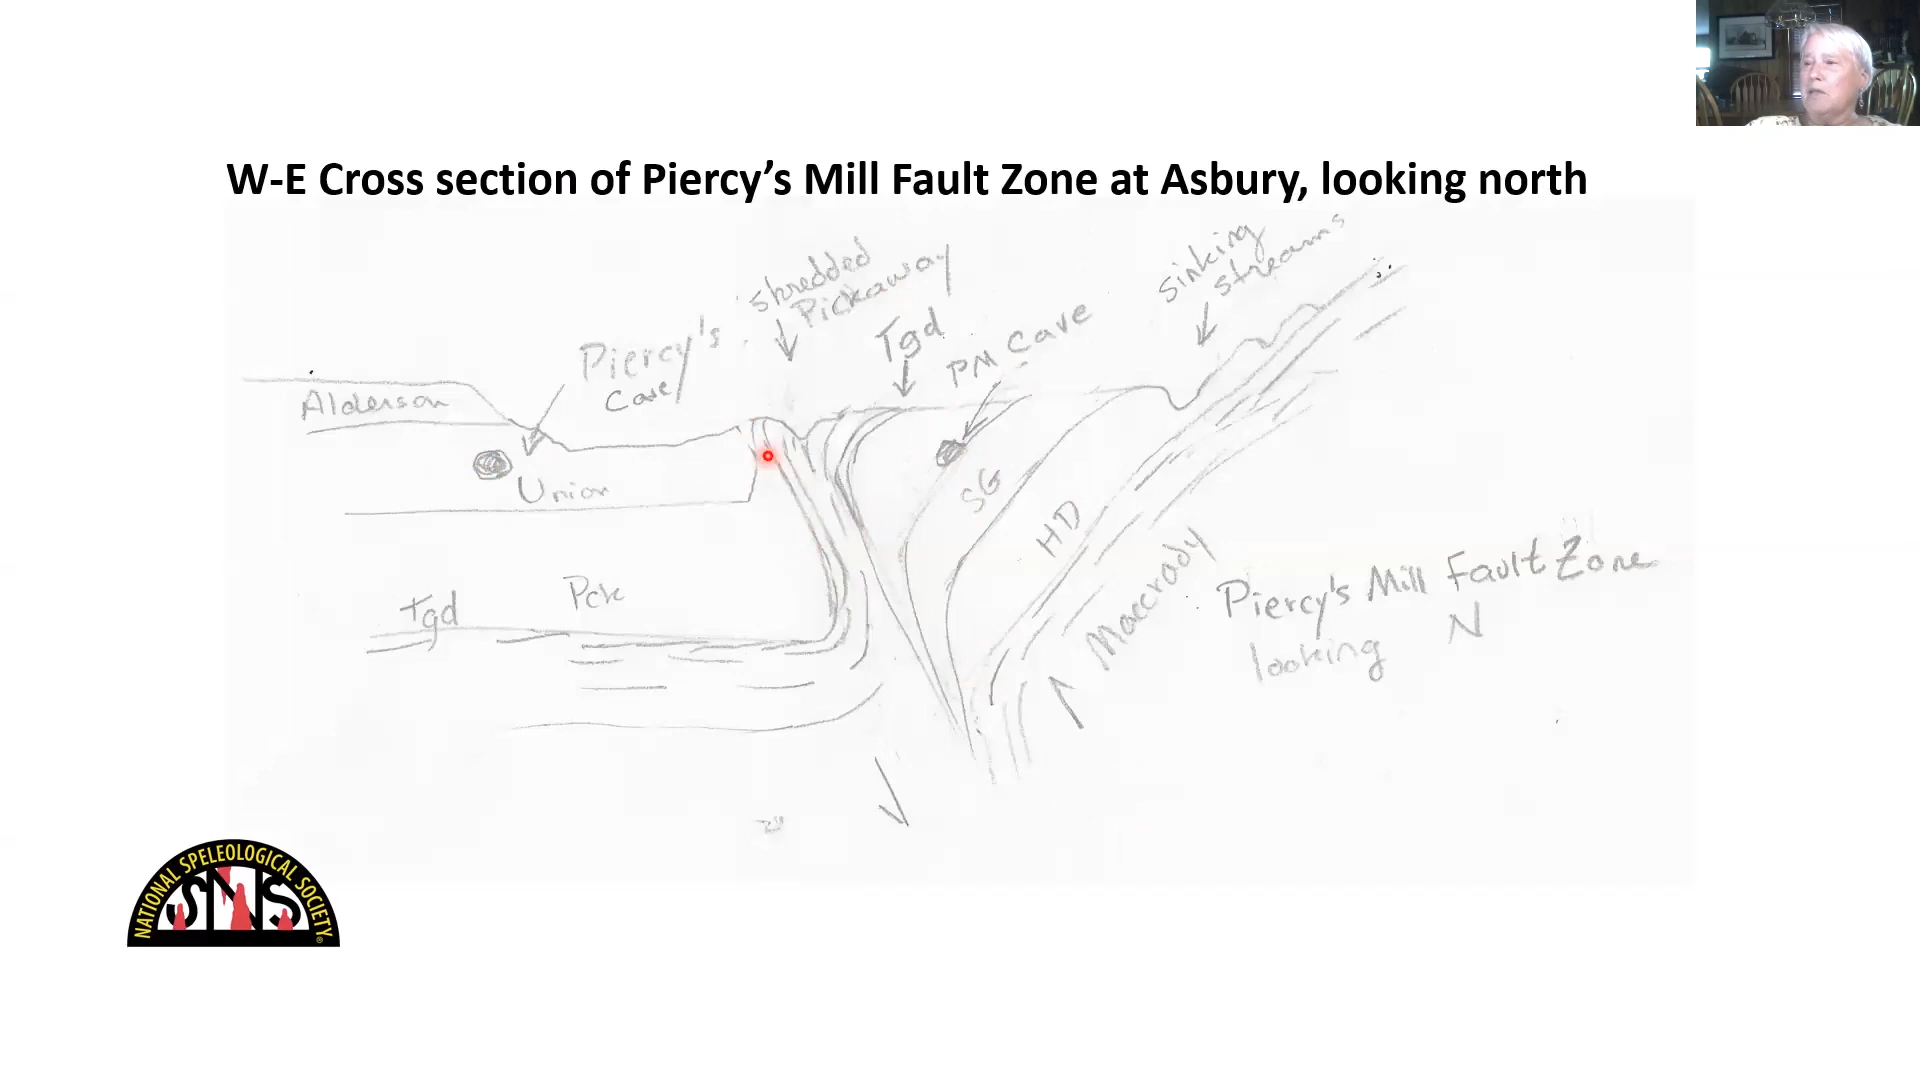 W-E Cross section of Piercy’s Mill Fault Zone at Asbury, looking north
shredded
Pickaway
sinking
streams
Piercy's
Cave
Tgd
PM Cave
Alderson
Union
SG
HD
Pck
Tgd
Maccrady
Piercy's Mill Fault Zone
looking N
NATIONAL SPELEOLOGICAL SOCIETY
NSS